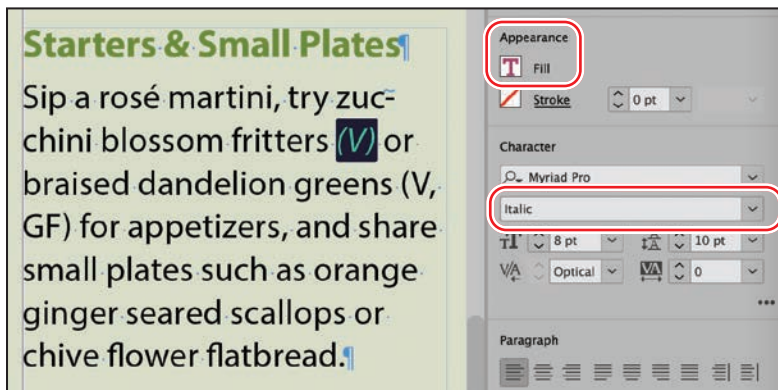 Starters & Small Plates¶
Sip a rosé martini, try zuc-
chini blossom fritters (V) or
braised dandelion greens (V,
GF) for appetizers, and share
small plates such as orange
ginger seared scallops or
chive flower flatbread.¶
Appearance
T Fill
Stroke 0 pt
Character
Myriad Pro
Italic
8 pt 10 pt
V/A Optical VA 0
Paragraph